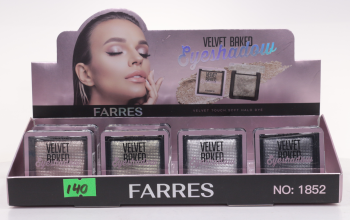 VELVET BAKED
Eyeshadow
FARRES
VELVET
BAKED
VELVET
BAKED
VELVET
BAKED
VELVET
BAKED
140
FARRES
NO: 1852